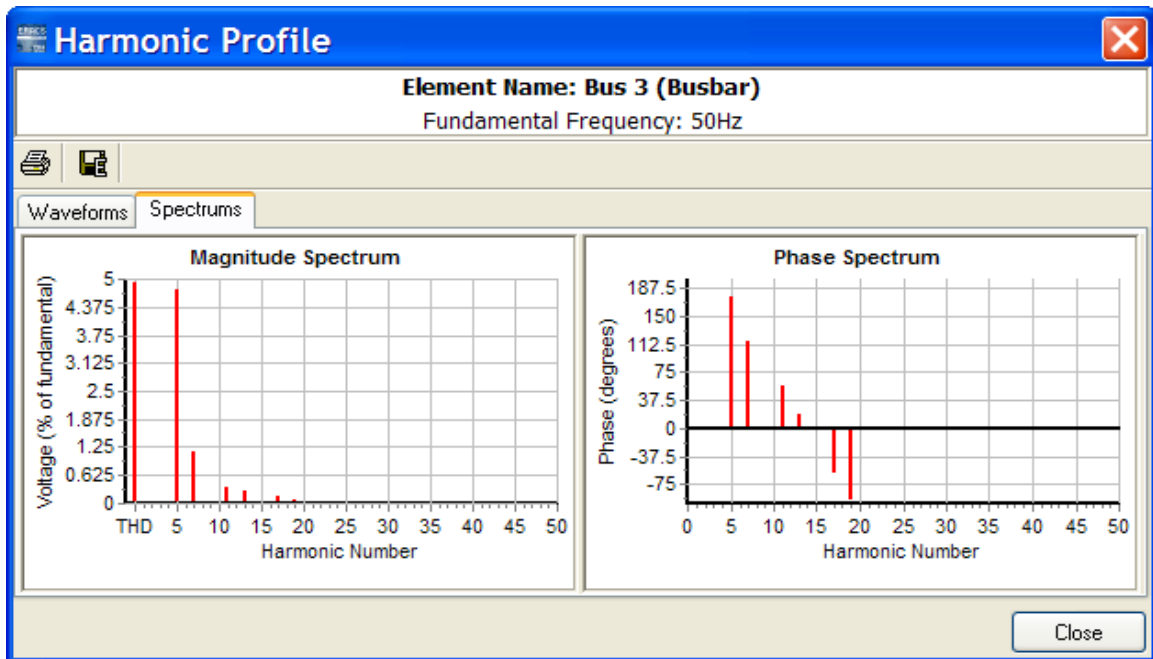 Harmonic Profile
Element Name: Bus 3 (Busbar)
Fundamental Frequency: 50Hz
Waveforms Spectrums
Magnitude Spectrum
Voltage (% of fundamental)
5
4.375
3.75
3.125
2.5
1.875
1.25
0.625
0
THD 5 10 15 20 25 30 35 40 45 50
Harmonic Number
Phase Spectrum
Phase (degrees)
187.5
150
112.5
75
37.5
0
-37.5
-75
0 5 10 15 20 25 30 35 40 45 50
Harmonic Number
Close